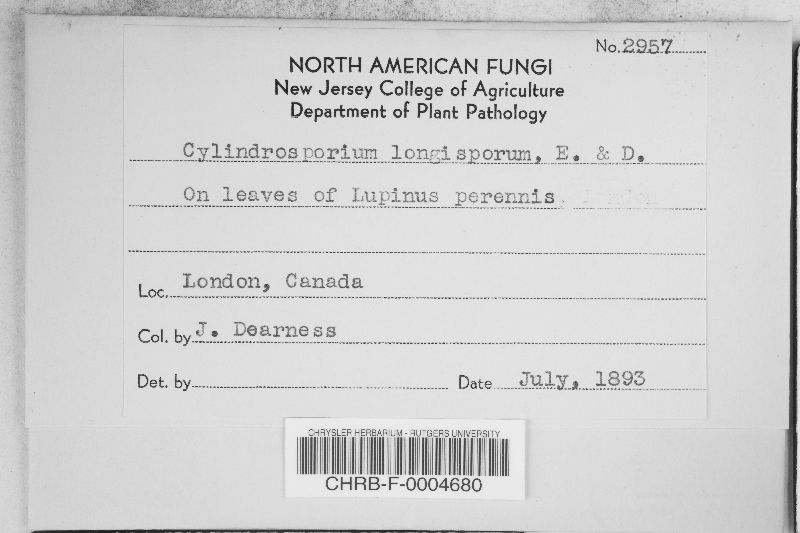 No. 2957
NORTH AMERICAN FUNGI
New Jersey College of Agriculture
Department of Plant Pathology
Cylindrosporium longisporum, E. & D.
On leaves of Lupinus perennis, London
Loc. London, Canada
Col. by J. Dearness
Det. by
Date July, 1893
CHRYSLER HERBARIUM - RUTGERS UNIVERSITY
CHRB-F-0004680